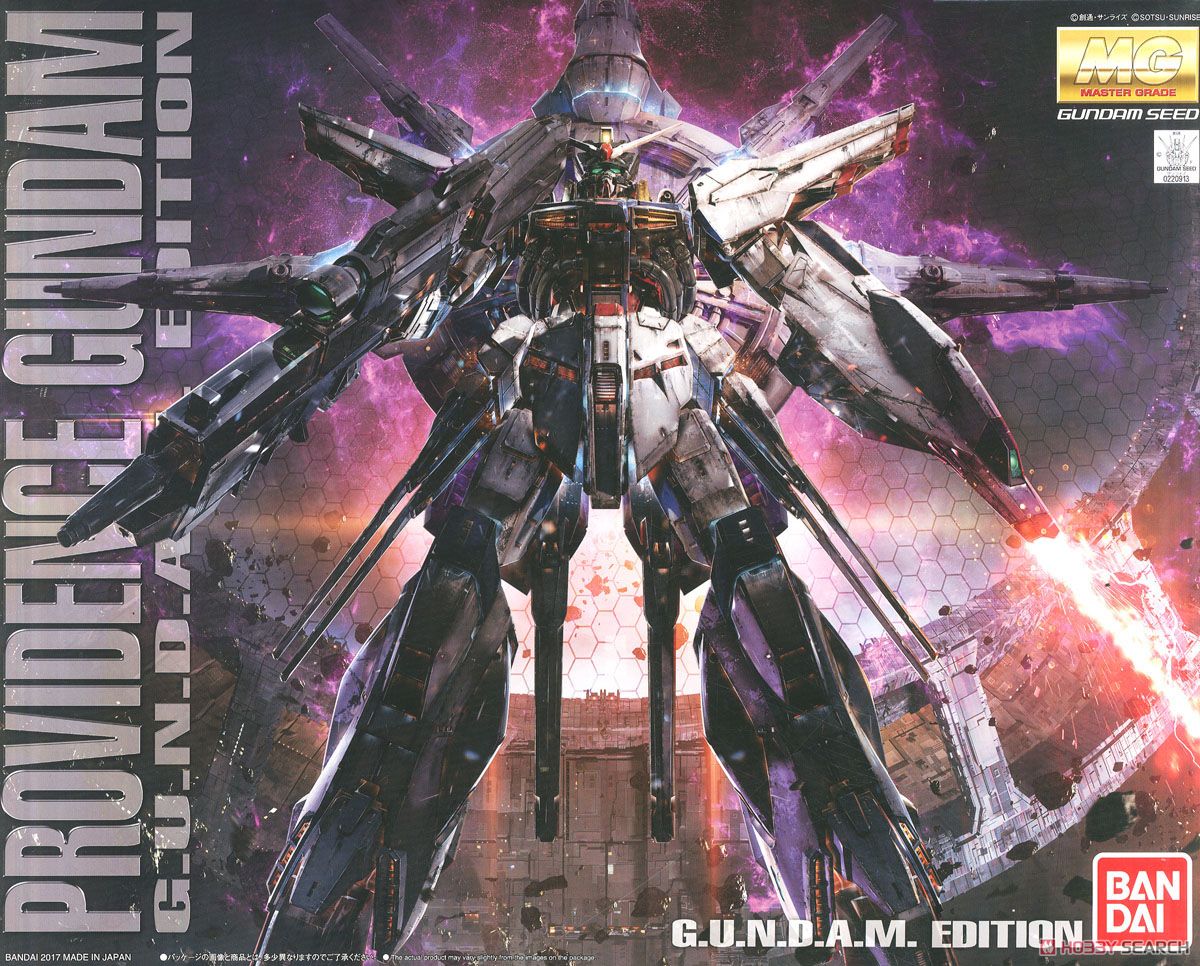 PROVIDENCE GUNDAM
G.U.N.D.A.M. EDITION
©創通・サンライズ ©SOTSU・SUNRISE
MG
MASTER GRADE
GUNDAM SEED
GUNDAM SEED
0220913
G.U.N.D.A.M. EDITION
BAN
DAI
HOBBY SEARCH
BANDAI 2017 MADE IN JAPAN
●パッケージの画像と商品とは、多少異なりますのでご了承ください。
●The actual product may vary slightly from the images on the package.